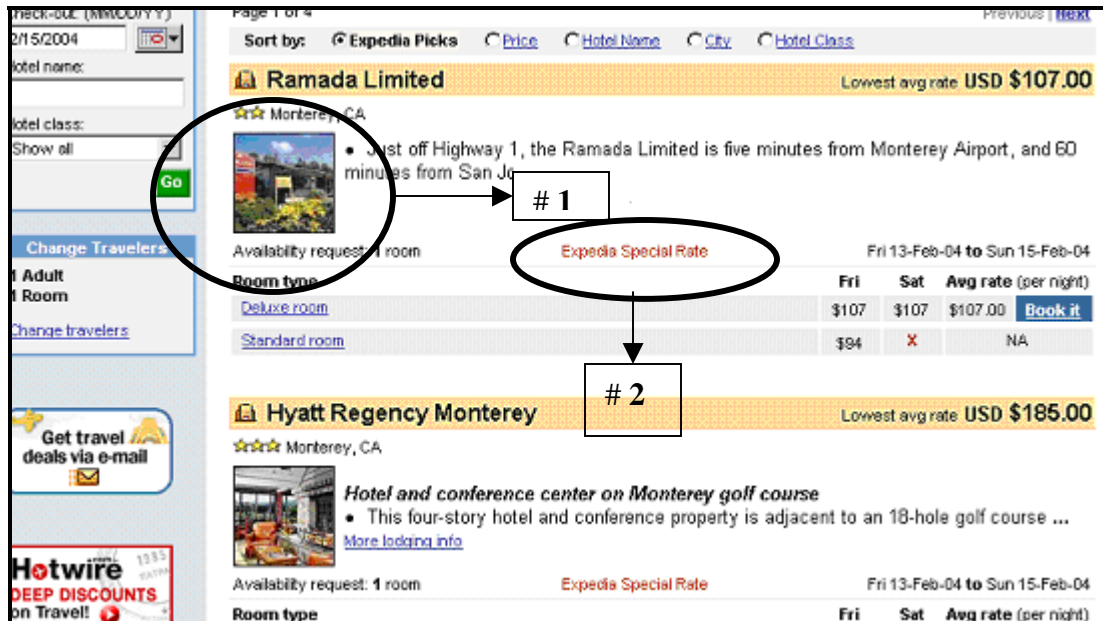 Check-out: (MM/DD/YY)
2/15/2004
Hotel name:
Hotel class:
Show all
Go
Change Travelers
1 Adult
1 Room
Change travelers
Get travel
deals via e-mail
Hotwire
DEEP DISCOUNTS
on Travel!
Page 1 of 4
Previous | Next
Sort by: Expedia Picks Price Hotel Name City Hotel Class
Ramada Limited Lowest avg rate USD $107.00
Monterey, CA
• Just off Highway 1, the Ramada Limited is five minutes from Monterey Airport, and 60
minutes from San Jo
# 1
Availability request: 1 room Expedia Special Rate Fri 13-Feb-04 to Sun 15-Feb-04
Room type Fri Sat Avg rate (per night)
Deluxe room $107 $107 $107.00 Book it
Standard room $94 X NA
# 2
Hyatt Regency Monterey Lowest avg rate USD $185.00
Monterey, CA
Hotel and conference center on Monterey golf course
• This four-story hotel and conference property is adjacent to an 18-hole golf course ...
More lodging info
Availability request: 1 room Expedia Special Rate Fri 13-Feb-04 to Sun 15-Feb-04
Room type Fri Sat Avg rate (per night)